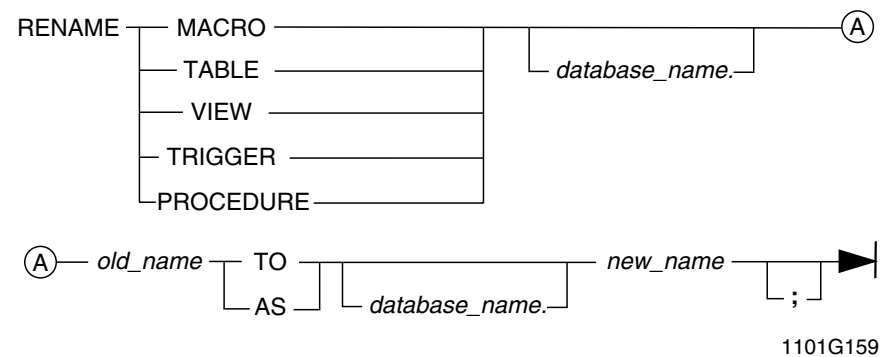 RENAME MACRO A
TABLE database_name.
VIEW
TRIGGER
PROCEDURE
A old_name TO new_name
AS database_name. ;
1101G159